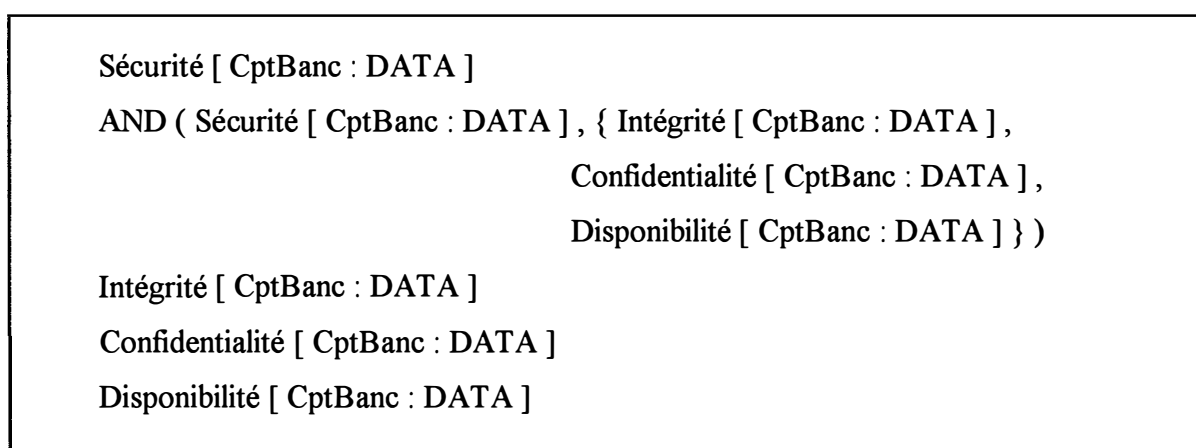 Sécurité [ CptBanc : DATA ]
AND ( Sécurité [ CptBanc : DATA ] , { Intégrité [ CptBanc : DATA ] ,
Confidentialité [ CptBanc : DATA ] ,
Disponibilité [ CptBanc : DATA ] } )
Intégrité [ CptBanc : DATA ]
Confidentialité [ CptBanc : DATA ]
Disponibilité [ CptBanc : DATA ]